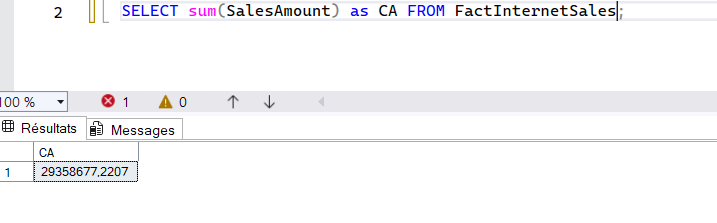 2 SELECT sum(SalesAmount) as CA FROM FactInternetSales;
100 % 1 0
Résultats Messages
CA
1 29358677,2207